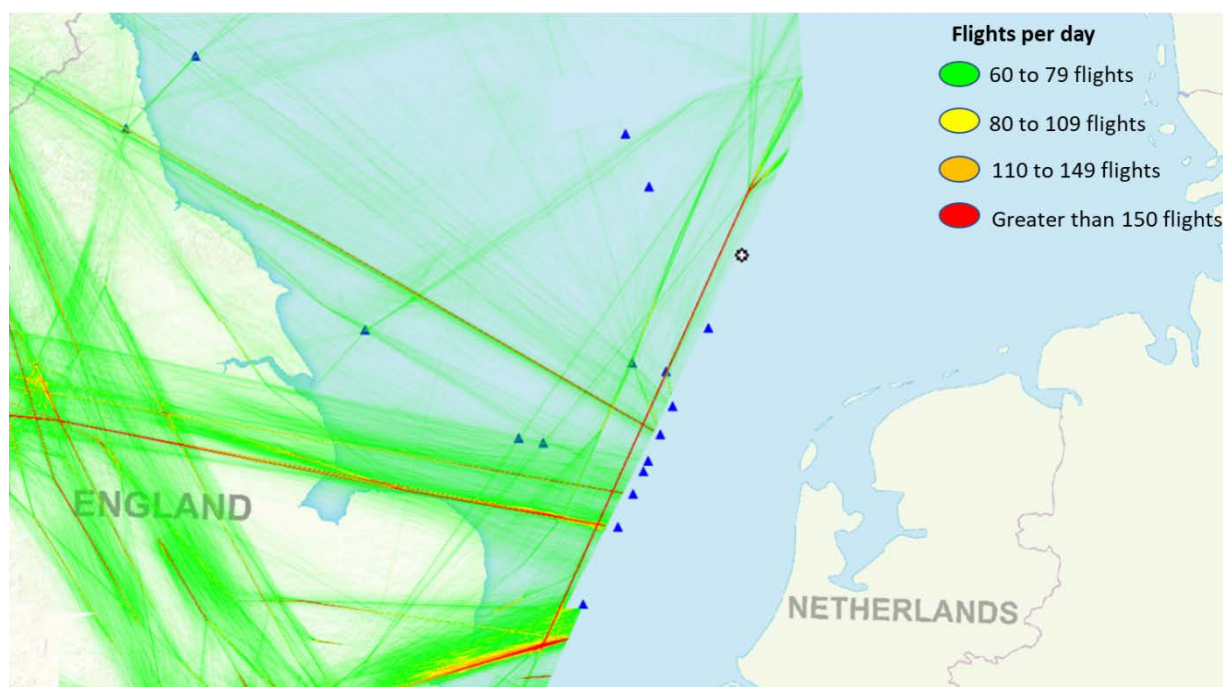 Flights per day
60 to 79 flights
80 to 109 flights
110 to 149 flights
Greater than 150 flights
ENGLAND
NETHERLANDS